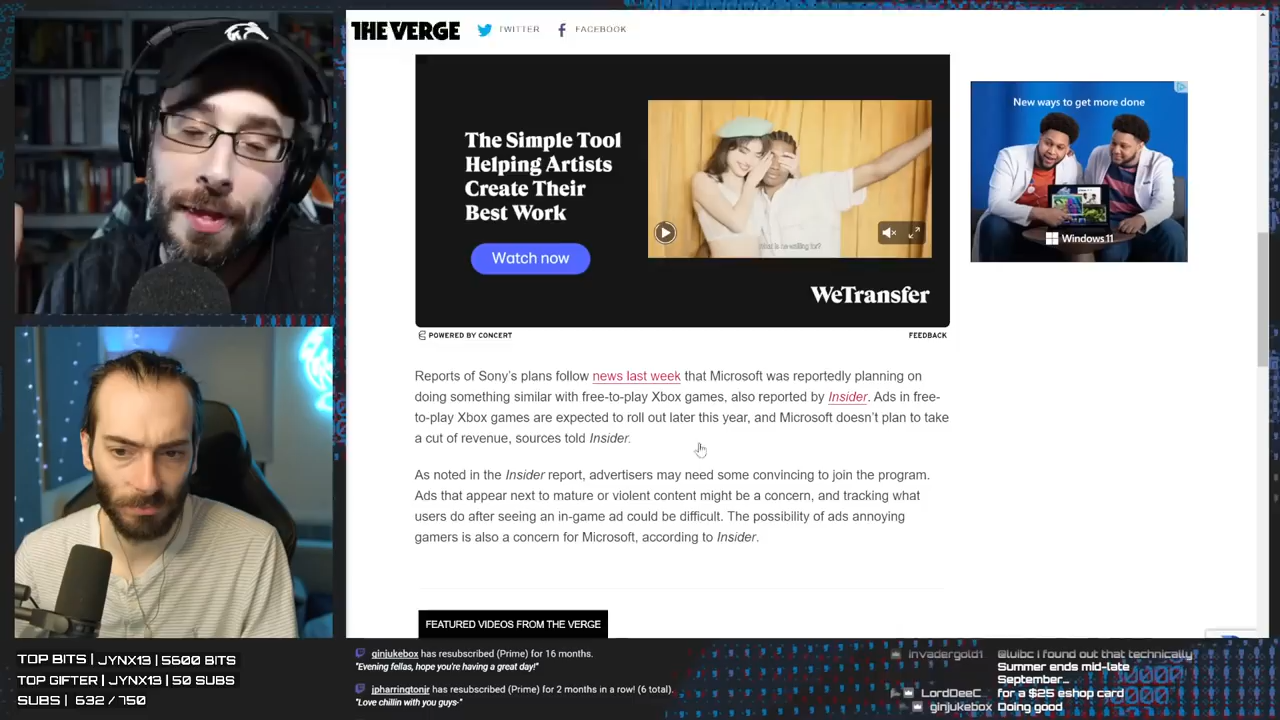 THE VERGE
TWITTER
FACEBOOK
The Simple Tool
Helping Artists
Create Their
Best Work
Watch now
WeTransfer
POWERED BY CONCERT
FEEDBACK
New ways to get more done
Windows 11
Reports of Sony’s plans follow news last week that Microsoft was reportedly planning on
doing something similar with free-to-play Xbox games, also reported by Insider. Ads in free-
to-play Xbox games are expected to roll out later this year, and Microsoft doesn’t plan to take
a cut of revenue, sources told Insider.
As noted in the Insider report, advertisers may need some convincing to join the program.
Ads that appear next to mature or violent content might be a concern, and tracking what
users do after seeing an in-game ad could be difficult. The possibility of ads annoying
gamers is also a concern for Microsoft, according to Insider.
FEATURED VIDEOS FROM THE VERGE
TOP BITS | JYNX13 | 5600 BITS
TOP GIFTER | JYNX13 | 50 SUBS
SUBS | 632 / 750
ginjukebox has resubscribed (Prime) for 16 months.
"Evening fellas, hope you're having a great day!"
jpharringtonjr has resubscribed (Prime) for 2 months in a row! (6 total).
"Love chillin with you guys~"
invadergold1 @luibc I found out that technically
Summer ends mid-late
September...
LordDeeC for a $25 eshop card
ginjukebox Doing good